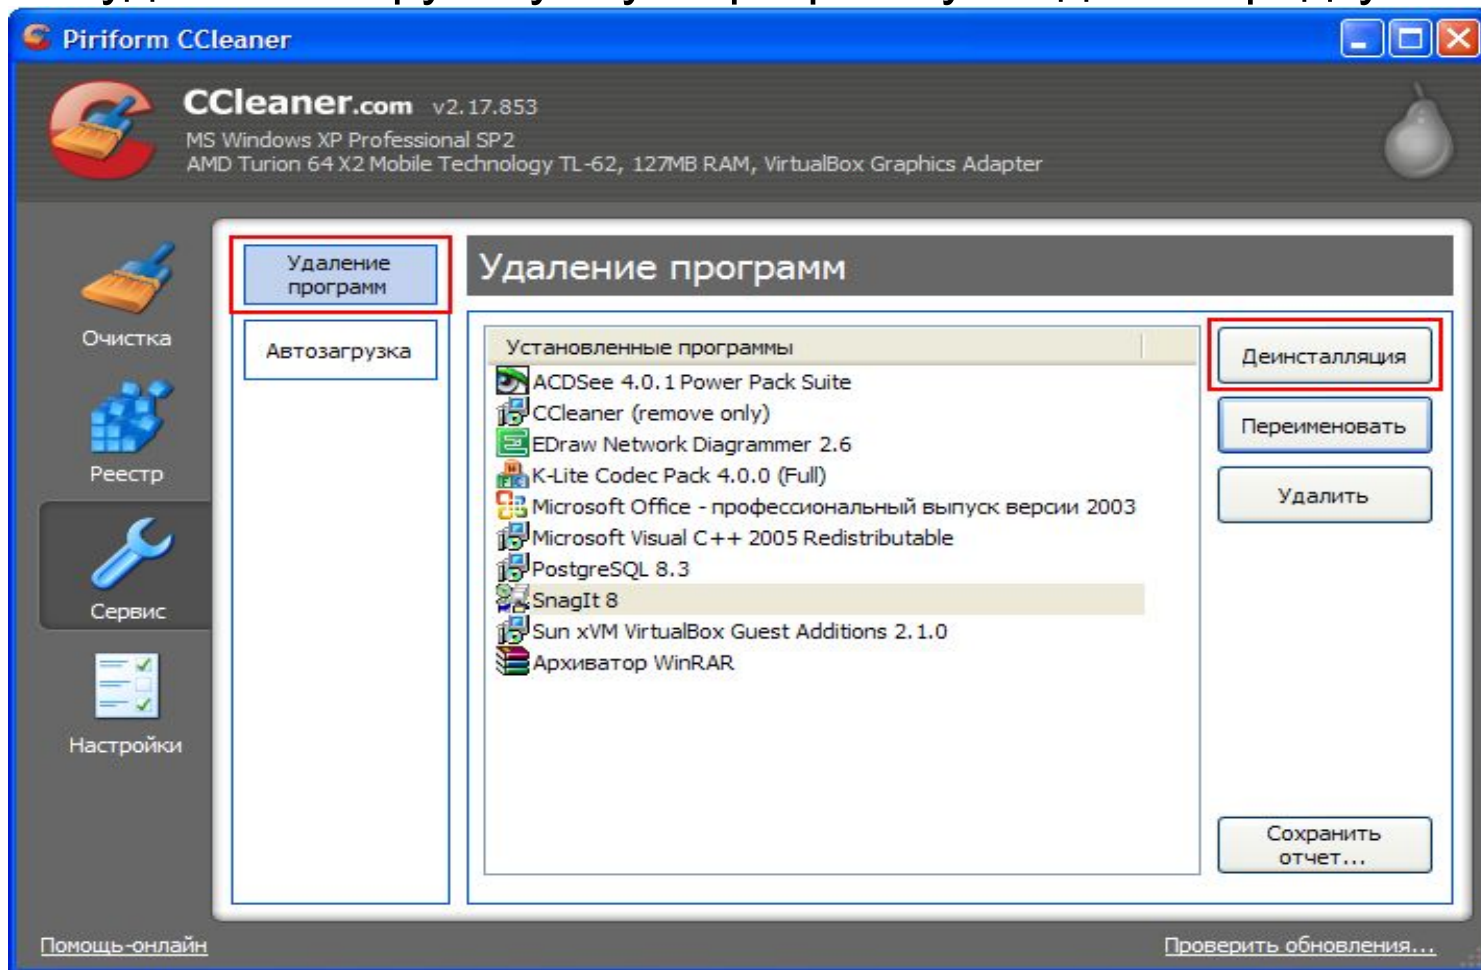 Piriform CCleaner
CCleaner.com v2.17.853
MS Windows XP Professional SP2
AMD Turion 64 X2 Mobile Technology TL-62, 127MB RAM, VirtualBox Graphics Adapter
Очистка
Реестр
Сервис
Настройки
Удаление
программ
Автозагрузка
Удаление программ
Установленные программы
ACDSee 4.0.1 Power Pack Suite
CCleaner (remove only)
EDraw Network Diagrammer 2.6
K-Lite Codec Pack 4.0.0 (Full)
Microsoft Office - профессиональный выпуск версии 2003
Microsoft Visual C++ 2005 Redistributable
PostgreSQL 8.3
SnagIt 8
Sun xVM VirtualBox Guest Additions 2.1.0
Архиватор WinRAR
Деинсталляция
Переименовать
Удалить
Сохранить
отчет...
Помощь-онлайн
Проверить обновления...